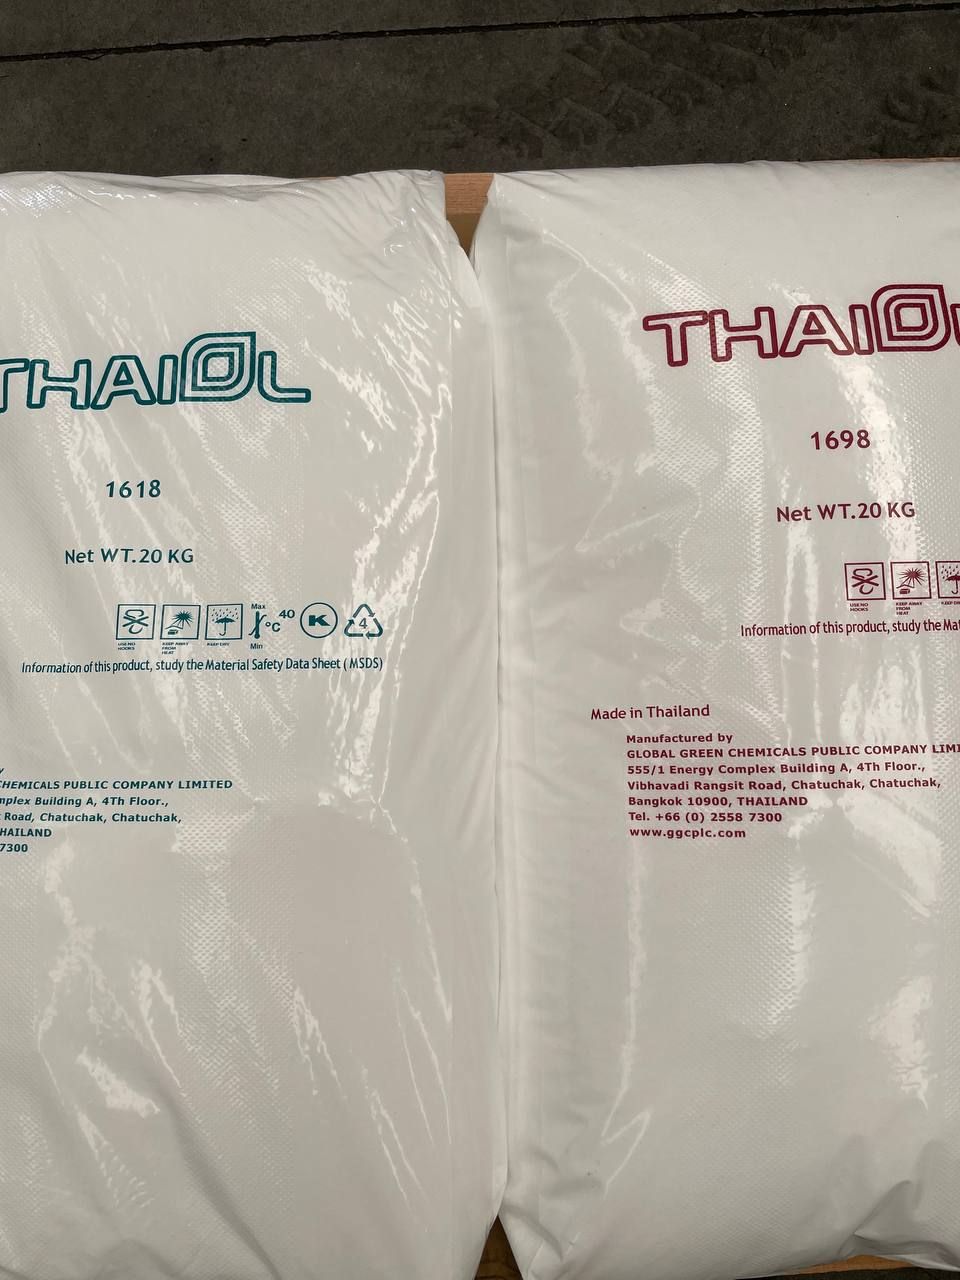 THAIOL
1618
Net WT.20 KG
USE NO HOOKS
KEEP AWAY FROM HEAT
KEEP DRY
Max
°C 40
Min
K
4
Information of this product, study the Material Safety Data Sheet ( MSDS)
CHEMICALS PUBLIC COMPANY LIMITED
Building A, 4Th Floor.,
Road, Chatuchak, Chatuchak,
HAILAND
7300
THAIOL
1698
Net WT.20 KG
USE NO HOOKS
KEEP AWAY FROM HEAT
KEEP DRY
Information of this product, study the Mat
Made in Thailand
Manufactured by
GLOBAL GREEN CHEMICALS PUBLIC COMPANY LIMI
555/1 Energy Complex Building A, 4Th Floor.,
Vibhavadi Rangsit Road, Chatuchak, Chatuchak,
Bangkok 10900, THAILAND
Tel. +66 (0) 2558 7300
www.ggcplc.com